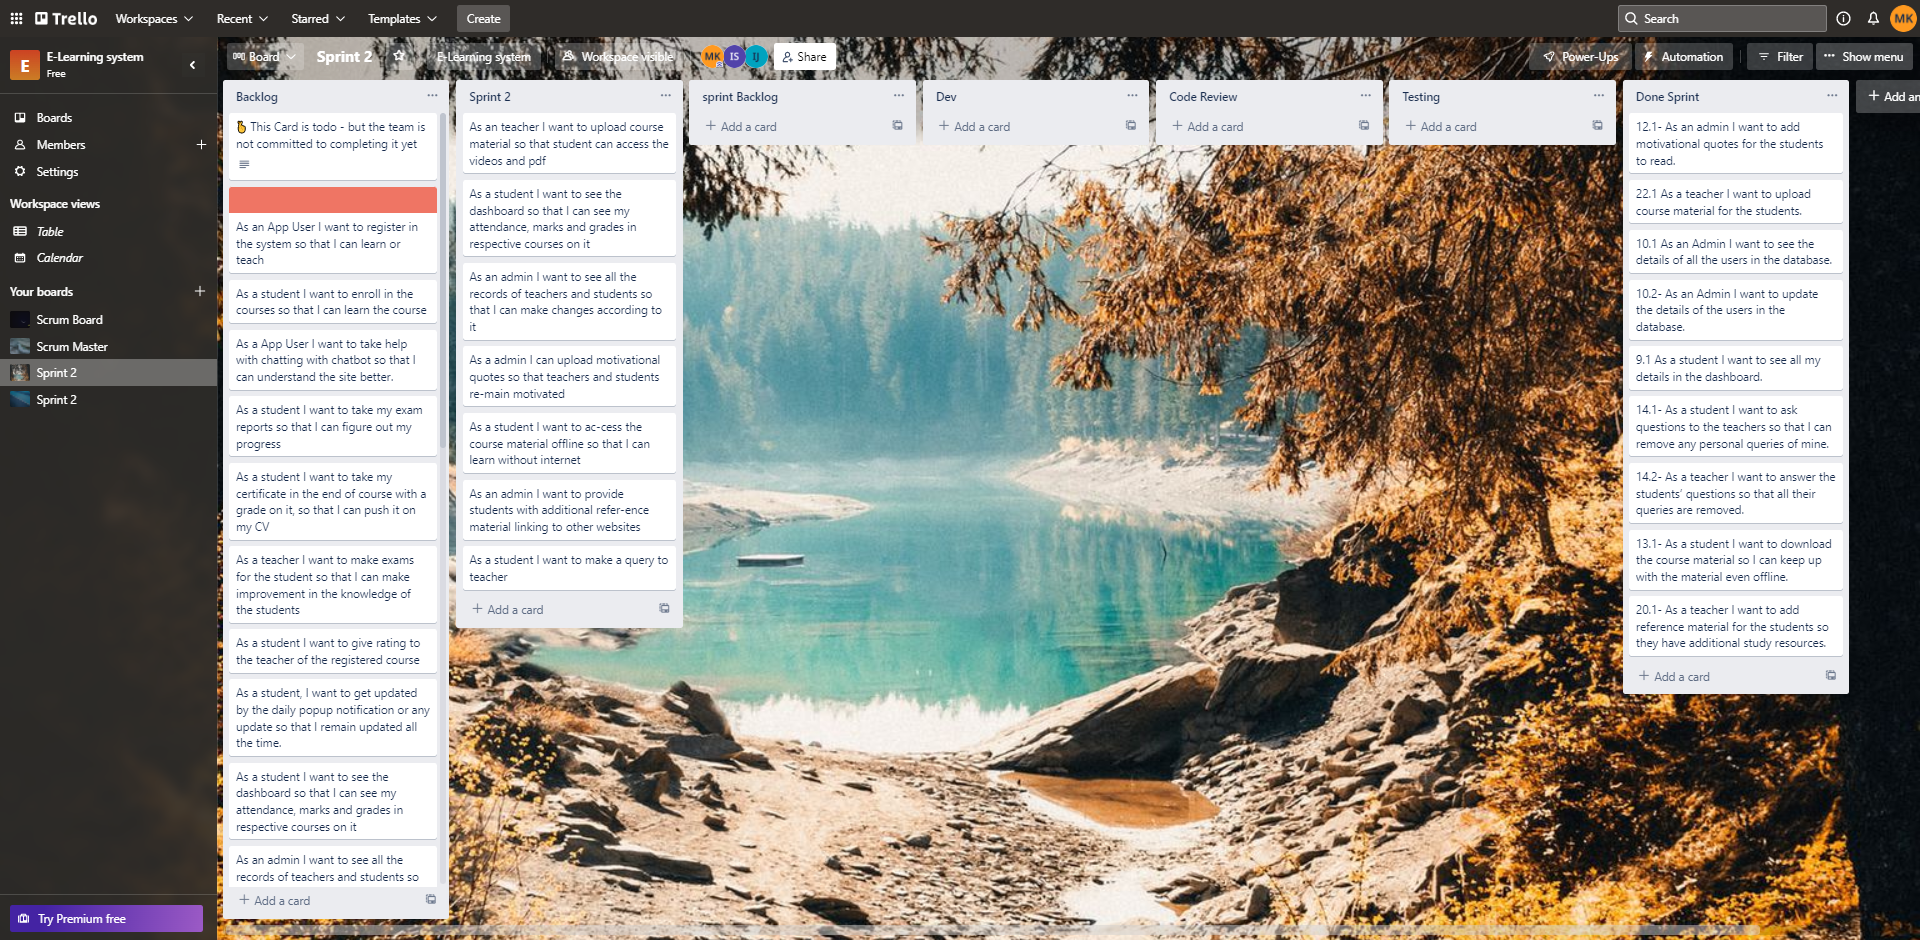 Trello
Workspaces
Recent
Starred
Templates
Create
Search
MK
E
E-Learning system
Free
Boards
Members
Settings
Workspace views
Table
Calendar
Your boards
Scrum Board
Scrum Master
Sprint 2
Sprint 2
Try Premium free
Board
Sprint 2
E-Learning system
Workspace visible
MK
IS
IJ
Share
Power-Ups
Automation
Filter
Show menu
Backlog
This Card is todo - but the team is
not committed to completing it yet
As an App User I want to register in
the system so that I can learn or
teach
As a student I want to enroll in the
courses so that I can learn the course
As a App User I want to take help
with chatting with chatbot so that I
can understand the site better.
As a student I want to take my exam
reports so that I can figure out my
progress
As a student I want to take my
certificate in the end of course with a
grade on it, so that I can push it on
my CV
As a teacher I want to make exams
for the student so that I can make
improvement in the knowledge of
the students
As a student I want to give rating to
the teacher of the registered course
As a student, I want to get updated
by the daily popup notification or any
update so that I remain updated all
the time.
As a student I want to see the
dashboard so that I can see my
attendance, marks and grades in
respective courses on it
As an admin I want to see all the
records of teachers and students so
Add a card
Sprint 2
As an teacher I want to upload course
material so that student can access the
videos and pdf
As a student I want to see the
dashboard so that I can see my
attendance, marks and grades in
respective courses on it
As an admin I want to see all the
records of teachers and students so
that I can make changes according to
it
As a admin I can upload motivational
quotes so that teachers and students
re-main motivated
As a student I want to ac-cess the
course material offline so that I can
learn without internet
As an admin I want to provide
students with additional refer-ence
material linking to other websites
As a student I want to make a query to
teacher
Add a card
sprint Backlog
Add a card
Dev
Add a card
Code Review
Add a card
Testing
Add a card
Done Sprint
12.1- As an admin I want to add
motivational quotes for the students
to read.
22.1 As a teacher I want to upload
course material for the students.
10.1 As an Admin I want to see the
details of all the users in the database.
10.2- As an Admin I want to update
the details of the users in the
database.
9.1 As a student I want to see all my
details in the dashboard.
14.1- As a student I want to ask
questions to the teachers so that I can
remove any personal queries of mine.
14.2- As a teacher I want to answer the
students' questions so that all their
queries are removed.
13.1- As a student I want to download
the course material so I can keep up
with the material even offline.
20.1- As a teacher I want to add
reference material for the students so
they have additional study resources.
Add a card
Add an